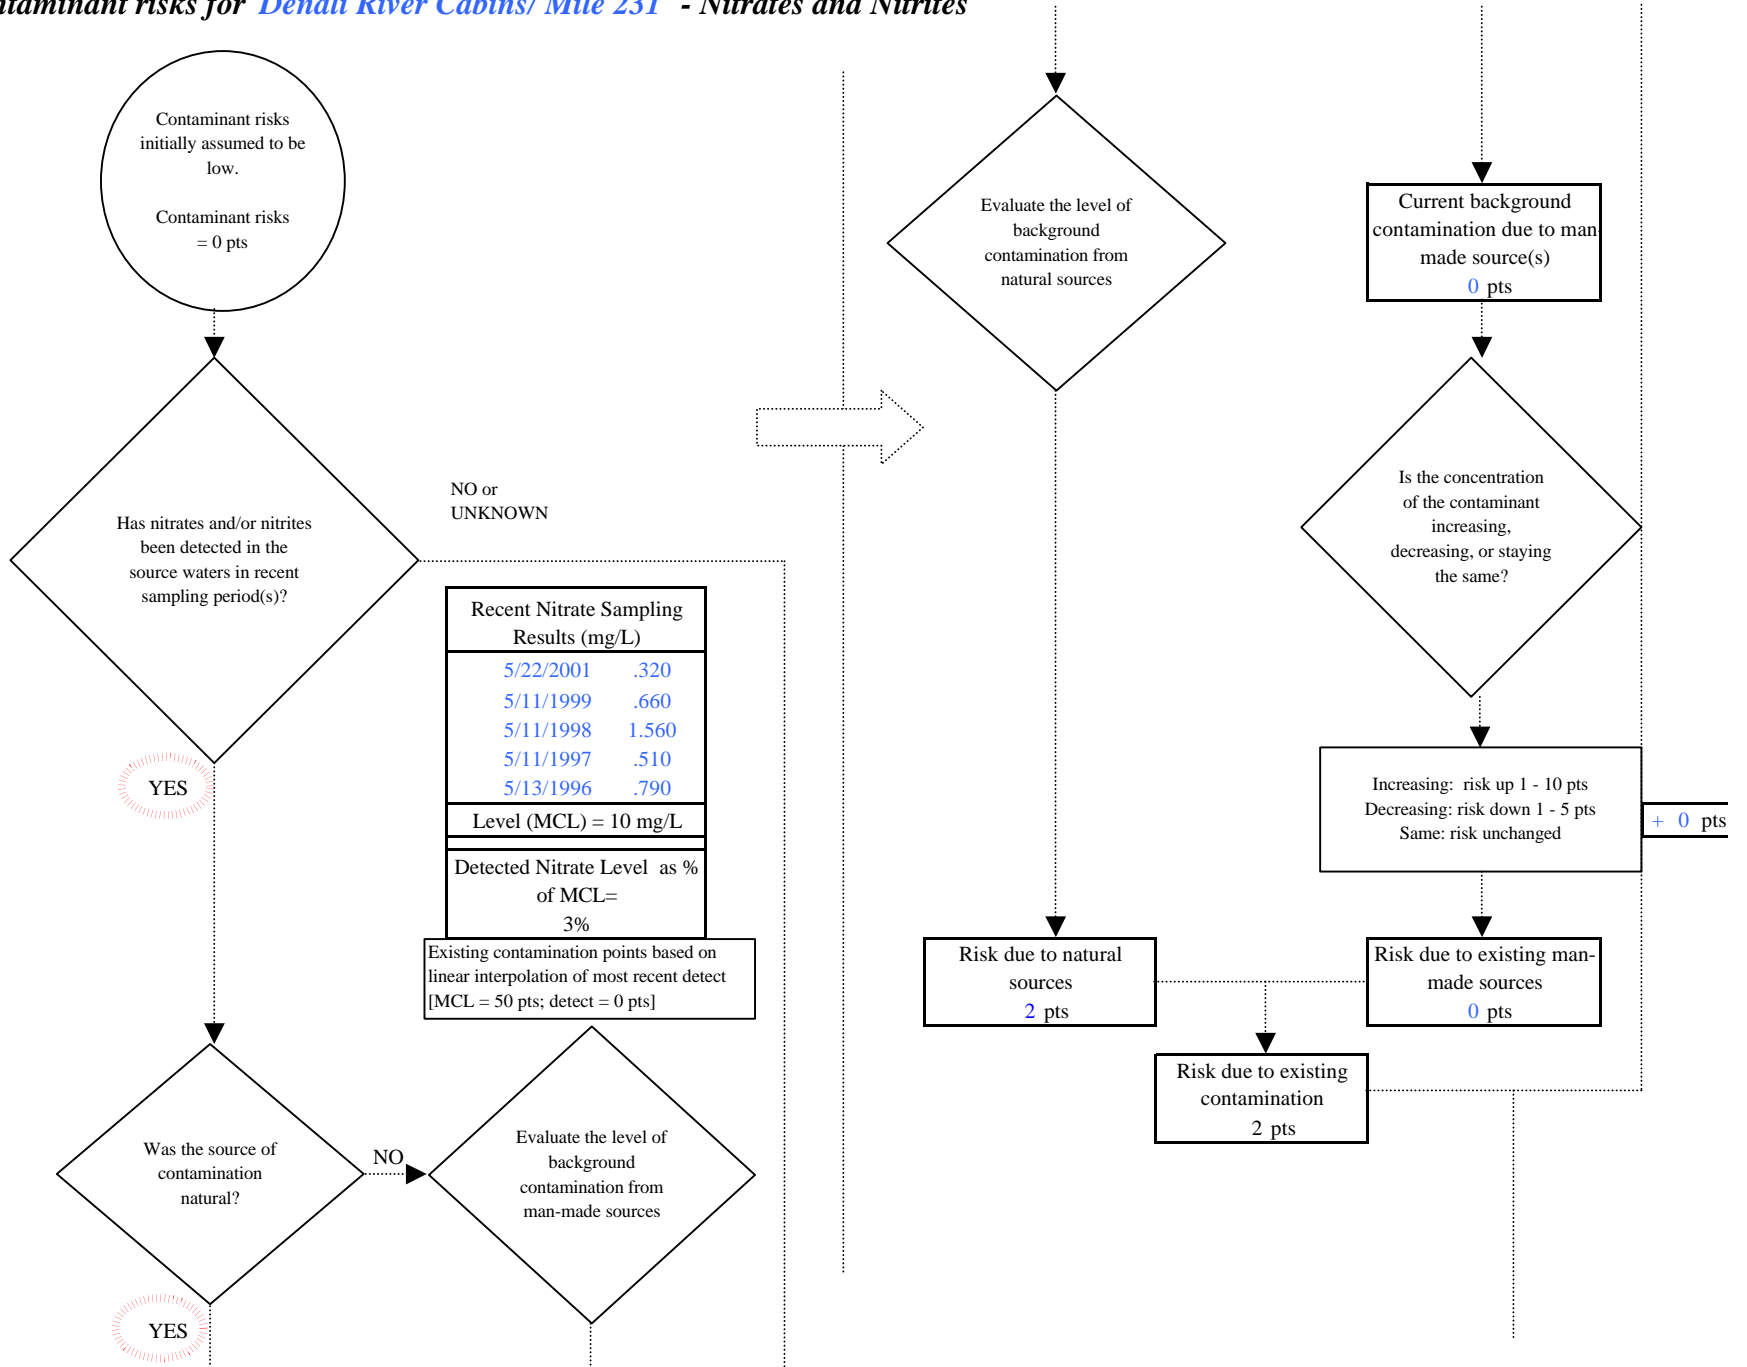 ntaminant risks for Denali River Cabins/ Mile 231 - Nitrates and Nitrites
Contaminant risks
initially assumed to be
low.
Contaminant risks
= 0 pts
Has nitrates and/or nitrites
been detected in the
source waters in recent
sampling period(s)?
NO or
UNKNOWN
YES
Recent Nitrate Sampling
Results (mg/L)
5/22/2001 .320
5/11/1999 .660
5/11/1998 1.560
5/11/1997 .510
5/13/1996 .790
Level (MCL) = 10 mg/L
Detected Nitrate Level as %
of MCL=
3%
Existing contamination points based on
linear interpolation of most recent detect
[MCL = 50 pts; detect = 0 pts]
Was the source of
contamination
natural?
NO
YES
Evaluate the level of
background
contamination from
man-made sources
Evaluate the level of
background
contamination from
natural sources
Current background
contamination due to man-
made source(s)
0 pts
Is the concentration
of the contaminant
increasing,
decreasing, or staying
the same?
Increasing: risk up 1 - 10 pts
Decreasing: risk down 1 - 5 pts
Same: risk unchanged
+ 0 pts
Risk due to natural
sources
2 pts
Risk due to existing man-
made sources
0 pts
Risk due to existing
contamination
2 pts